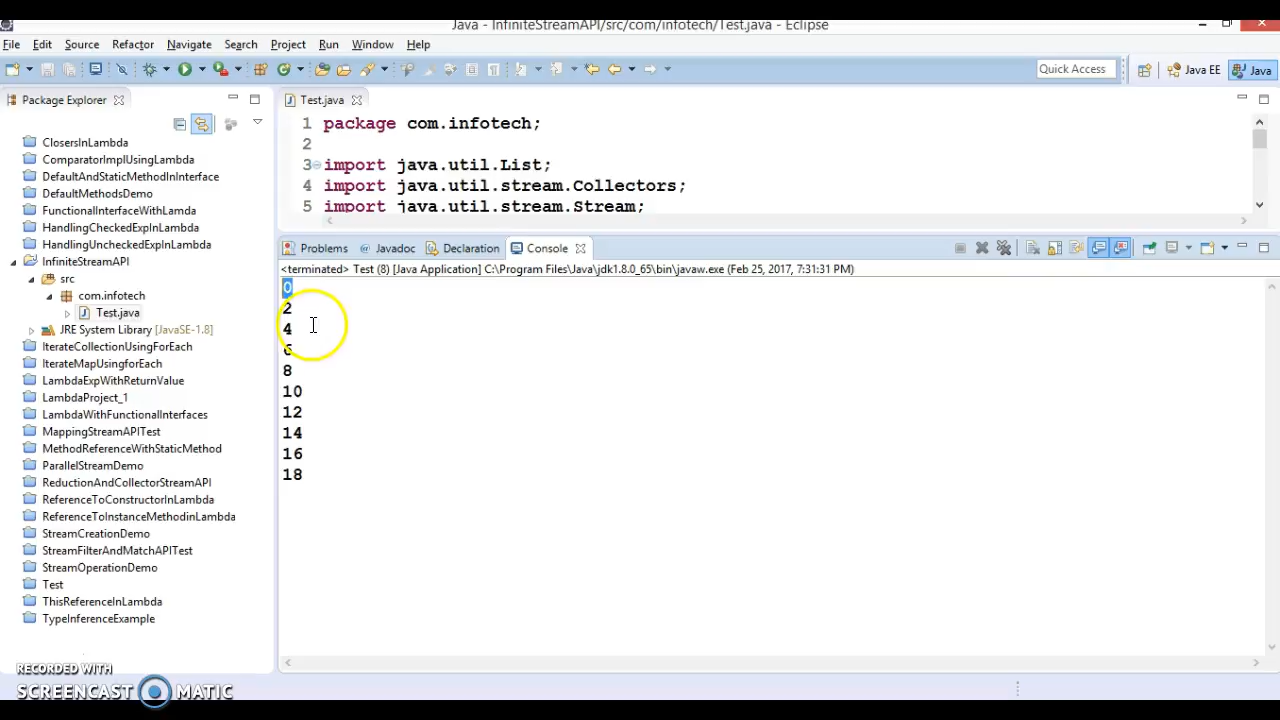 Java - InfiniteStreamAPI/src/com/infotech/Test.java - Eclipse
File Edit Source Refactor Navigate Search Project Run Window Help
Quick Access Java EE Java
Package Explorer
ClosersInLambda
ComparatorImplUsingLambda
DefaultAndStaticMethodInInterface
DefaultMethodsDemo
FunctionalInterfaceWithLamda
HandlingCheckedExpInLambda
HandlingUncheckedExpInLambda
InfiniteStreamAPI
src
com.infotech
Test.java
JRE System Library [JavaSE-1.8]
IterateCollectionUsingForEach
IterateMapUsingforEach
LambdaExpWithReturnValue
LambdaProject_1
LambdaWithFunctionalInterfaces
MappingStreamAPITest
MethodReferenceWithStaticMethod
ParallelStreamDemo
ReductionAndCollectorStreamAPI
ReferenceToConstructorInLambda
ReferenceToInstanceMethodinLambda
StreamCreationDemo
StreamFilterAndMatchAPITest
StreamOperationDemo
Test
ThisReferenceInLambda
TypeInferenceExample
Test.java
1 package com.infotech;
2
3 import java.util.List;
4 import java.util.stream.Collectors;
5 import java.util.stream.Stream;
Problems @ Javadoc Declaration Console
<terminated> Test (8) [Java Application] C:\Program Files\Java\jdk1.8.0_65\bin\javaw.exe (Feb 25, 2017, 7:31:31 PM)
0
2
4
6
8
10
12
14
16
18
RECORDED WITH
SCREENCAST MATIC